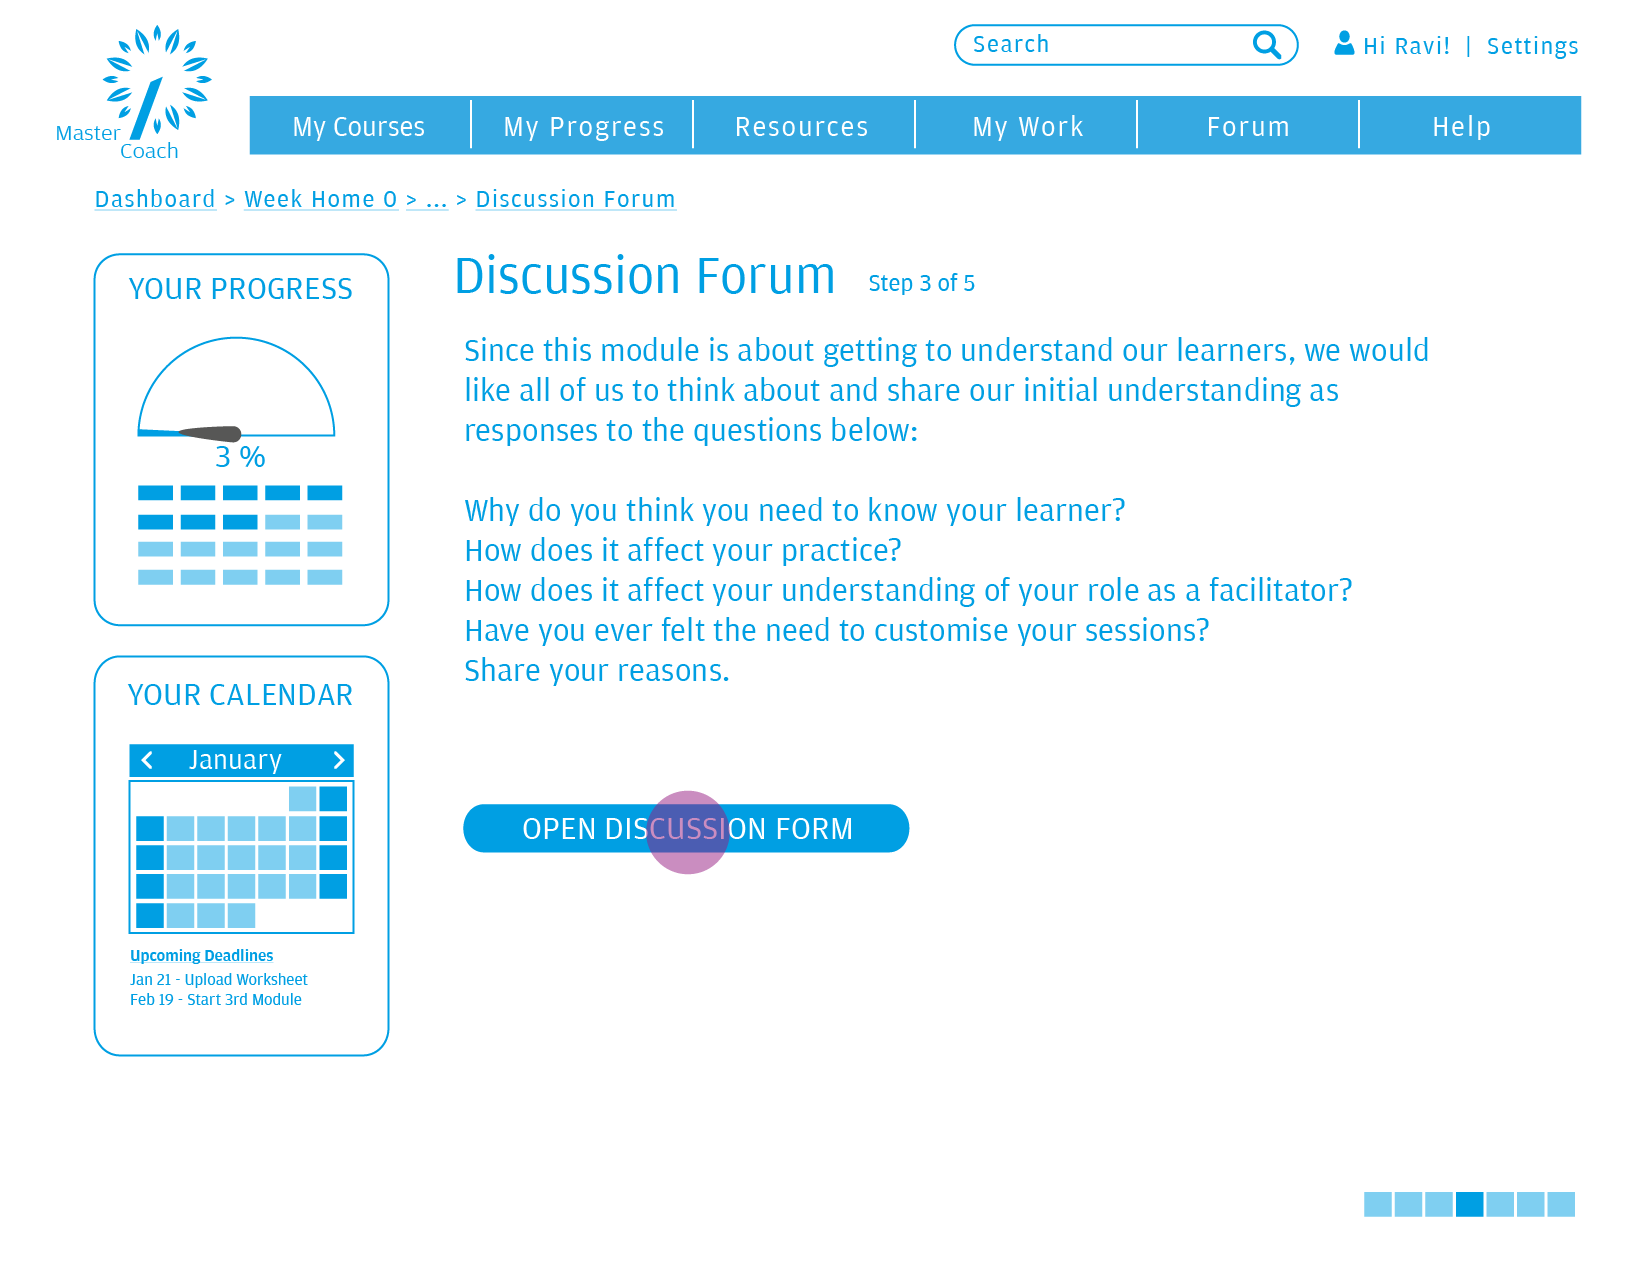 Master
Coach
Search
Hi Ravi! | Settings
My Courses
My Progress
Resources
My Work
Forum
Help
Dashboard > Week Home 0 > ... > Discussion Forum
YOUR PROGRESS
3 %
YOUR CALENDAR
January
Upcoming Deadlines
Jan 21 - Upload Worksheet
Feb 19 - Start 3rd Module
Discussion Forum Step 3 of 5
Since this module is about getting to understand our learners, we would
like all of us to think about and share our initial understanding as
responses to the questions below:
Why do you think you need to know your learner?
How does it affect your practice?
How does it affect your understanding of your role as a facilitator?
Have you ever felt the need to customise your sessions?
Share your reasons.
OPEN DISCUSSION FORM